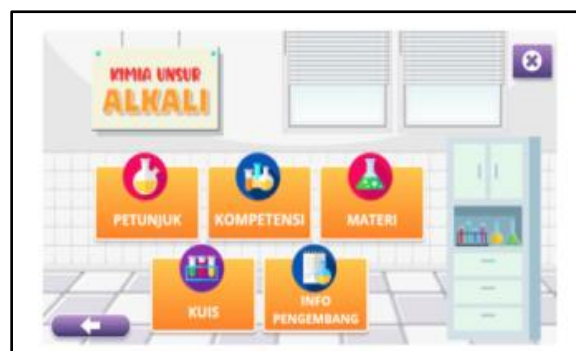 KIMIA UNSUR
ALKALI
PETUNJUK
KOMPETENSI
MATERI
KUIS
INFO
PENGEMBANG